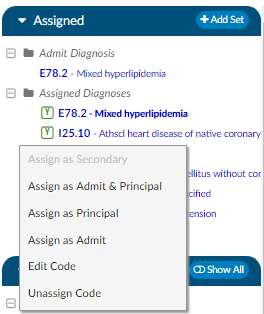 Assigned
Add Set
Admit Diagnosis
E78.2 - Mixed hyperlipidemia
Assigned Diagnoses
Y E78.2 - Mixed hyperlipidemia
Y I25.10 - Athscl heart disease of native coronary
Assign as Secondary
ellitus without con
Assign as Admit & Principal
cified
Assign as Principal
ension
Assign as Admit
Edit Code
Show All
Unassign Code